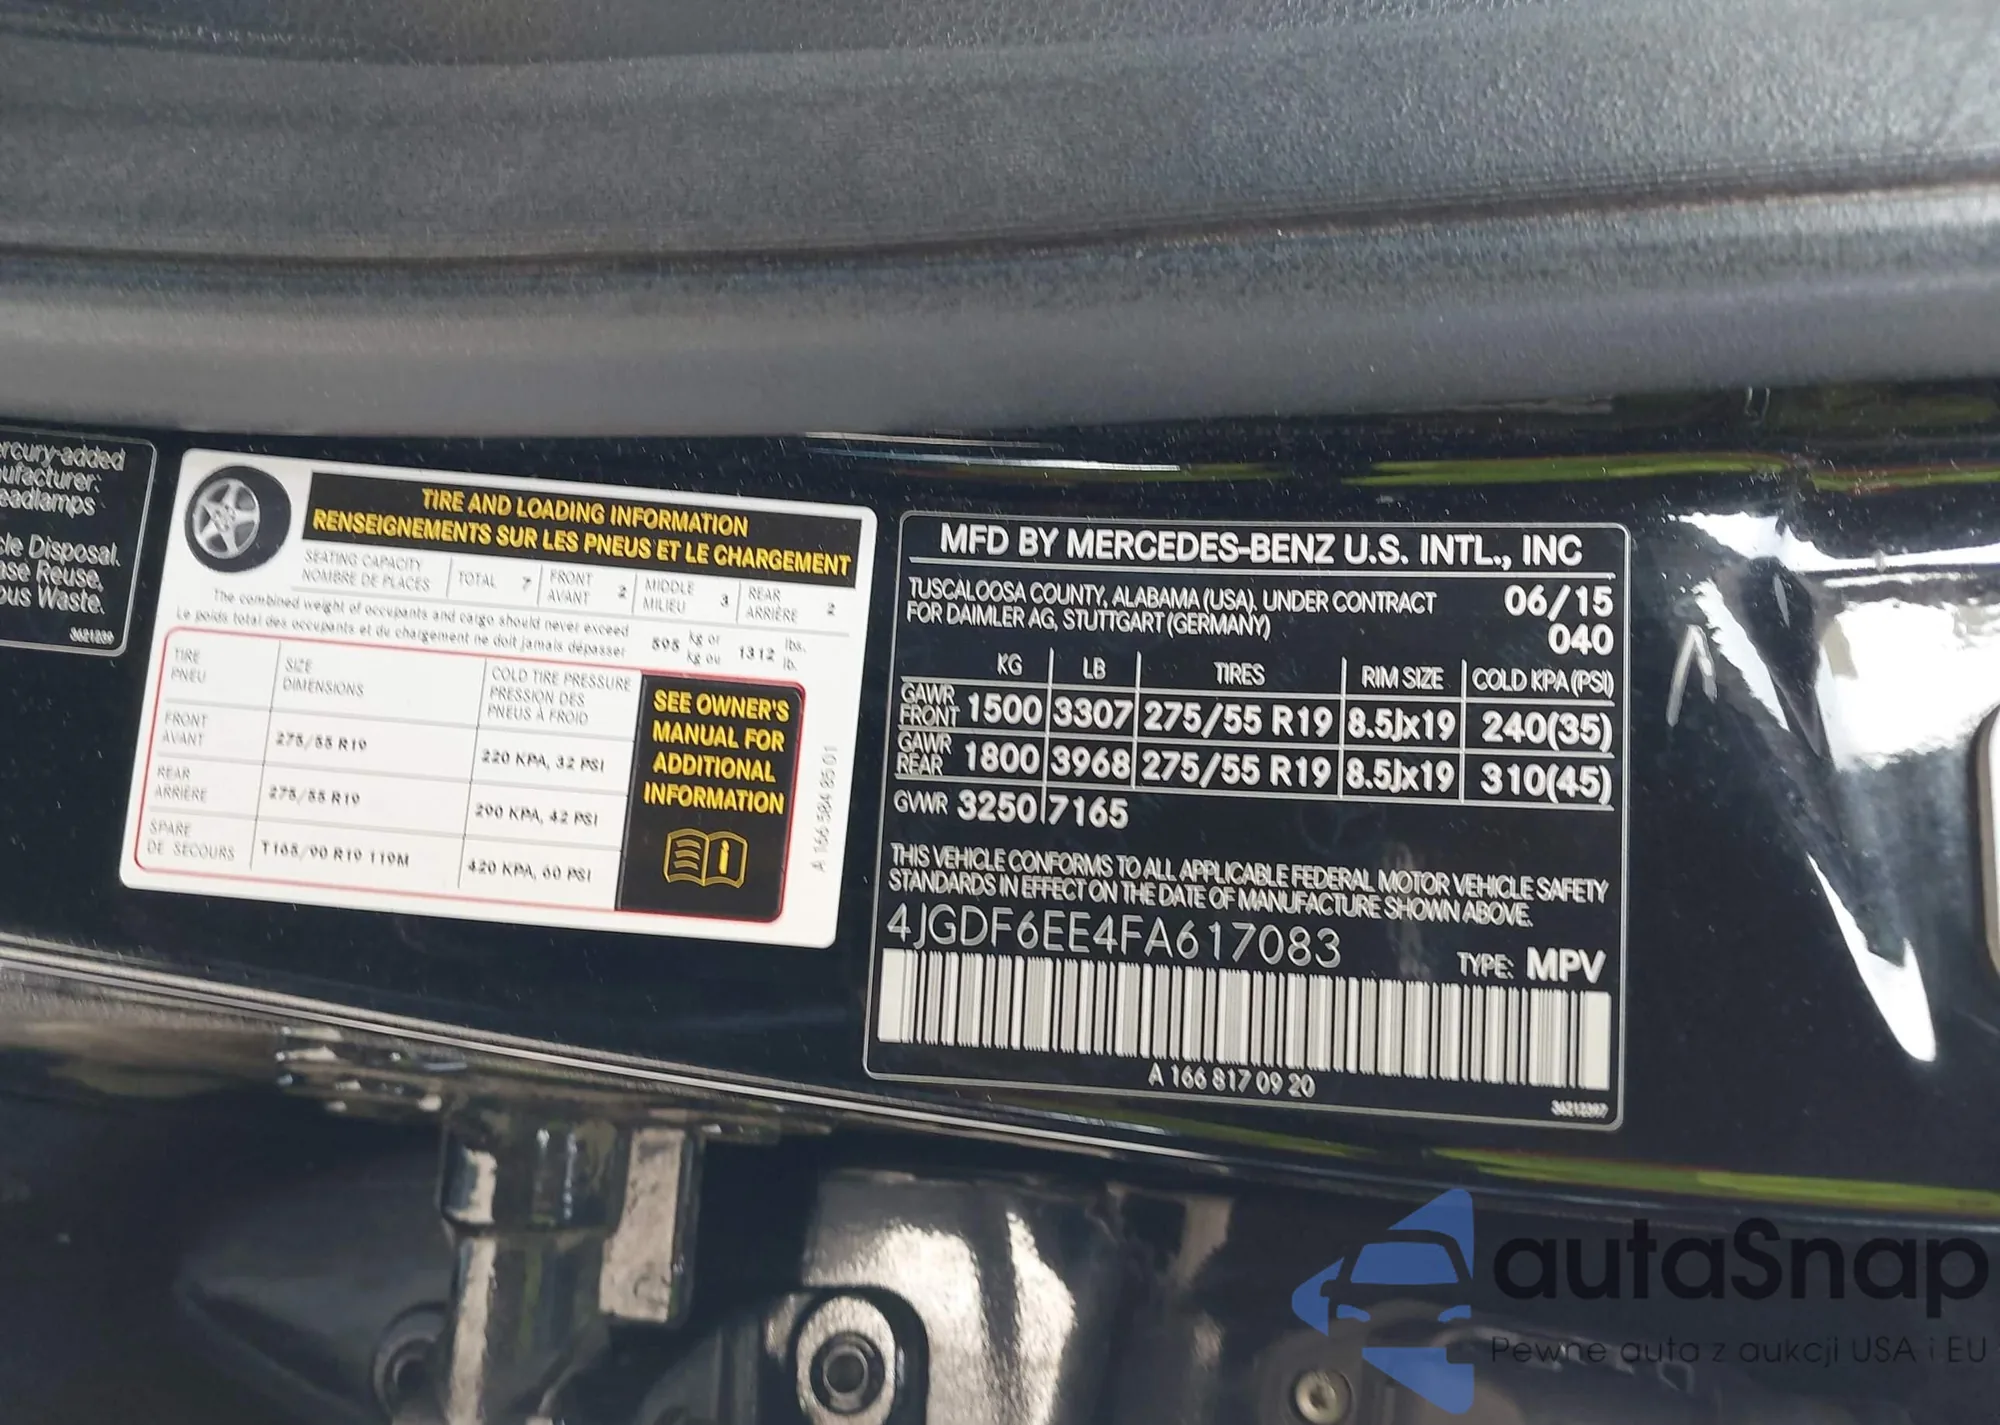 ercury-added
ufacturer:
eadlamps
cle Disposal.
ase Reuse,
ous Waste.
3621239
TIRE AND LOADING INFORMATION
RENSEIGNEMENTS SUR LES PNEUS ET LE CHARGEMENT
SEATING CAPACITY
NOMBRE DE PLACES
TOTAL 7
FRONT
AVANT 2
MIDDLE
MILIEU 3
REAR
ARRIÈRE 2
The combined weight of occupants and cargo should never exceed
Le poids total des occupants et du chargement ne doit jamais dépasser
595 kg or
kg ou
1312 lbs.
lb.
TIRE
PNEU
SIZE
DIMENSIONS
COLD TIRE PRESSURE
PRESSION DES
PNEUS À FROID
FRONT
AVANT
275/55 R19
220 KPA, 32 PSI
REAR
ARRIÈRE
275/55 R19
290 KPA, 42 PSI
SPARE
DE SECOURS
T165/90 R19 119M
420 KPA, 60 PSI
SEE OWNER'S
MANUAL FOR
ADDITIONAL
INFORMATION
A 166 584 85 01
MFD BY MERCEDES-BENZ U.S. INTL., INC
TUSCALOOSA COUNTY, ALABAMA (USA), UNDER CONTRACT
FOR DAIMLER AG, STUTTGART (GERMANY)
06/15
040
KG LB TIRES RIM SIZE COLD KPA (PSI)
GAWR
FRONT 1500 3307 275/55 R19 8.5Jx19 240(35)
GAWR
REAR 1800 3968 275/55 R19 8.5Jx19 310(45)
GVWR 3250 7165
THIS VEHICLE CONFORMS TO ALL APPLICABLE FEDERAL MOTOR VEHICLE SAFETY
STANDARDS IN EFFECT ON THE DATE OF MANUFACTURE SHOWN ABOVE.
4JGDF6EE4FA617083
TYPE: MPV
A 166 817 09 20
autaSnap
Pewne auta z aukcji USA i EU